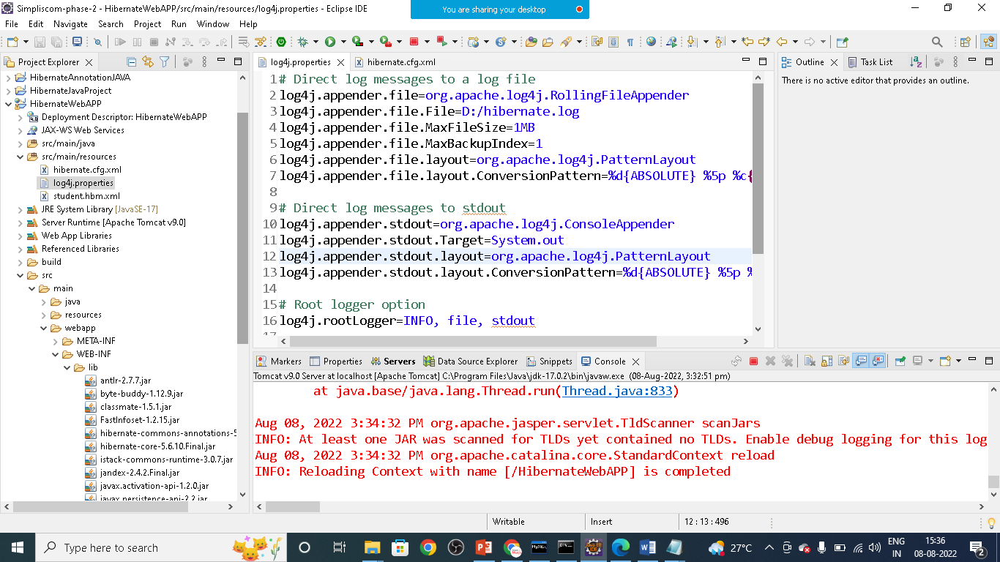 Simpliscom-phase-2 - HibernateWebAPP/src/main/resources/log4j.properties - Eclipse IDE
You are sharing your desktop
File Edit Navigate Search Project Run Window Help
Project Explorer
HibernateAnnotationJAVA
HibernateJavaProject
HibernateWebAPP
Deployment Descriptor: HibernateWebAPP
JAX-WS Web Services
src/main/java
src/main/resources
hibernate.cfg.xml
log4j.properties
student.hbm.xml
JRE System Library [JavaSE-17]
Server Runtime [Apache Tomcat v9.0]
Web App Libraries
Referenced Libraries
build
src
main
java
resources
webapp
META-INF
WEB-INF
lib
antlr-2.7.7.jar
byte-buddy-1.12.9.jar
classmate-1.5.1.jar
FastInfoset-1.2.15.jar
hibernate-commons-annotations-5
hibernate-core-5.6.10.Final.jar
istack-commons-runtime-3.0.7.jar
jandex-2.4.2.Final.jar
javax.activation-api-1.2.0.jar
javax.persistence-api-2.2.jar
log4j.properties hibernate.cfg.xml
1 # Direct log messages to a log file
2 log4j.appender.file=org.apache.log4j.RollingFileAppender
3 log4j.appender.file.File=D:/hibernate.log
4 log4j.appender.file.MaxFileSize=1MB
5 log4j.appender.file.MaxBackupIndex=1
6 log4j.appender.file.layout=org.apache.log4j.PatternLayout
7 log4j.appender.file.layout.ConversionPattern=%d{ABSOLUTE} %5p %c{
8
9 # Direct log messages to stdout
10 log4j.appender.stdout=org.apache.log4j.ConsoleAppender
11 log4j.appender.stdout.Target=System.out
12 log4j.appender.stdout.layout=org.apache.log4j.PatternLayout
13 log4j.appender.stdout.layout.ConversionPattern=%d{ABSOLUTE} %5p %
14
15 # Root logger option
16 log4j.rootLogger=INFO, file, stdout
17
Outline Task List
There is no active editor that provides an outline.
Markers Properties Servers Data Source Explorer Snippets Console
Tomcat v9.0 Server at localhost [Apache Tomcat] C:\Program Files\Java\jdk-17.0.2\bin\javaw.exe (08-Aug-2022, 3:32:51 pm)
at java.base/java.lang.Thread.run(Thread.java:833)
Aug 08, 2022 3:34:32 PM org.apache.jasper.servlet.TldScanner scanJars
INFO: At least one JAR was scanned for TLDs yet contained no TLDs. Enable debug logging for this log
Aug 08, 2022 3:34:32 PM org.apache.catalina.core.StandardContext reload
INFO: Reloading Context with name [/HibernateWebAPP] is completed
Writable Insert 12 : 13 : 496
Type here to search
27°C
ENG
IN
15:36
08-08-2022
2